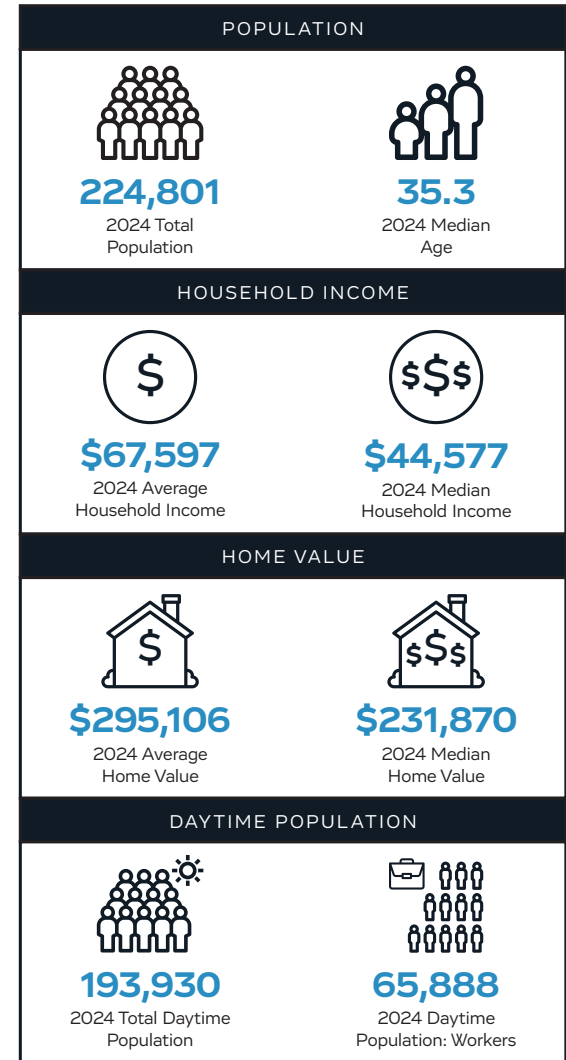 POPULATION
224,801
2024 Total
Population
35.3
2024 Median
Age
HOUSEHOLD INCOME
$
$67,597
2024 Average
Household Income
$$$
$44,577
2024 Median
Household Income
HOME VALUE
$
$295,106
2024 Average
Home Value
$$$
$231,870
2024 Median
Home Value
DAYTIME POPULATION
193,930
2024 Total Daytime
Population
65,888
2024 Daytime
Population: Workers